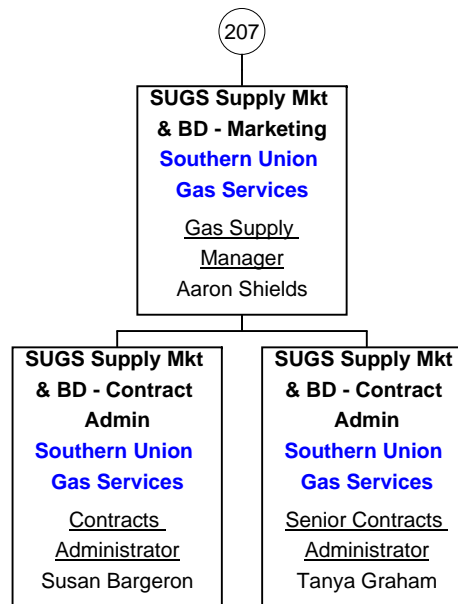 207
SUGS Supply Mkt
& BD - Marketing
Southern Union
Gas Services
Gas Supply
Manager
Aaron Shields
SUGS Supply Mkt
& BD - Contract
Admin
Southern Union
Gas Services
Contracts
Administrator
Susan Bargeron
SUGS Supply Mkt
& BD - Contract
Admin
Southern Union
Gas Services
Senior Contracts
Administrator
Tanya Graham